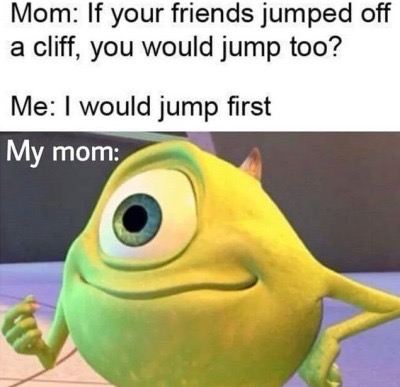 Mom: If your friends jumped off
a cliff, you would jump too?
Me: I would jump first
My mom: